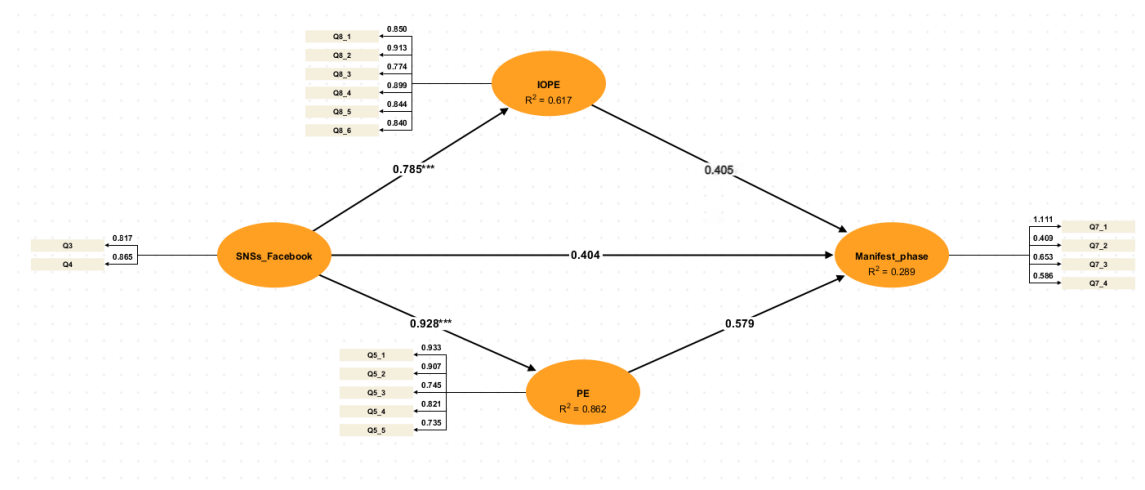 Q8_1
0.850
Q8_2
0.913
Q8_3
0.774
Q8_4
0.899
Q8_5
0.844
Q8_6
0.840
IOPE
R² = 0.617
0.785***
0.405
Q3
0.817
Q4
0.865
SNSs_Facebook
0.404
Manifest_phase
R² = 0.289
1.111
Q7_1
0.409
Q7_2
0.653
Q7_3
0.586
Q7_4
0.928***
0.579
Q5_1
0.933
Q5_2
0.907
Q5_3
0.745
Q5_4
0.821
Q5_5
0.735
PE
R² = 0.862